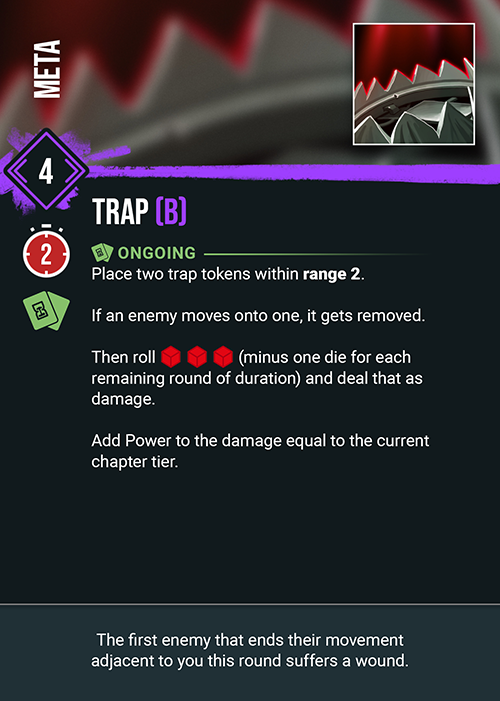 META
4
TRAP (B)
2
ONGOING
Place two trap tokens within range 2.
If an enemy moves onto one, it gets removed.
Then roll (minus one die for each
remaining round of duration) and deal that as
damage.
Add Power to the damage equal to the current
chapter tier.
The first enemy that ends their movement
adjacent to you this round suffers a wound.